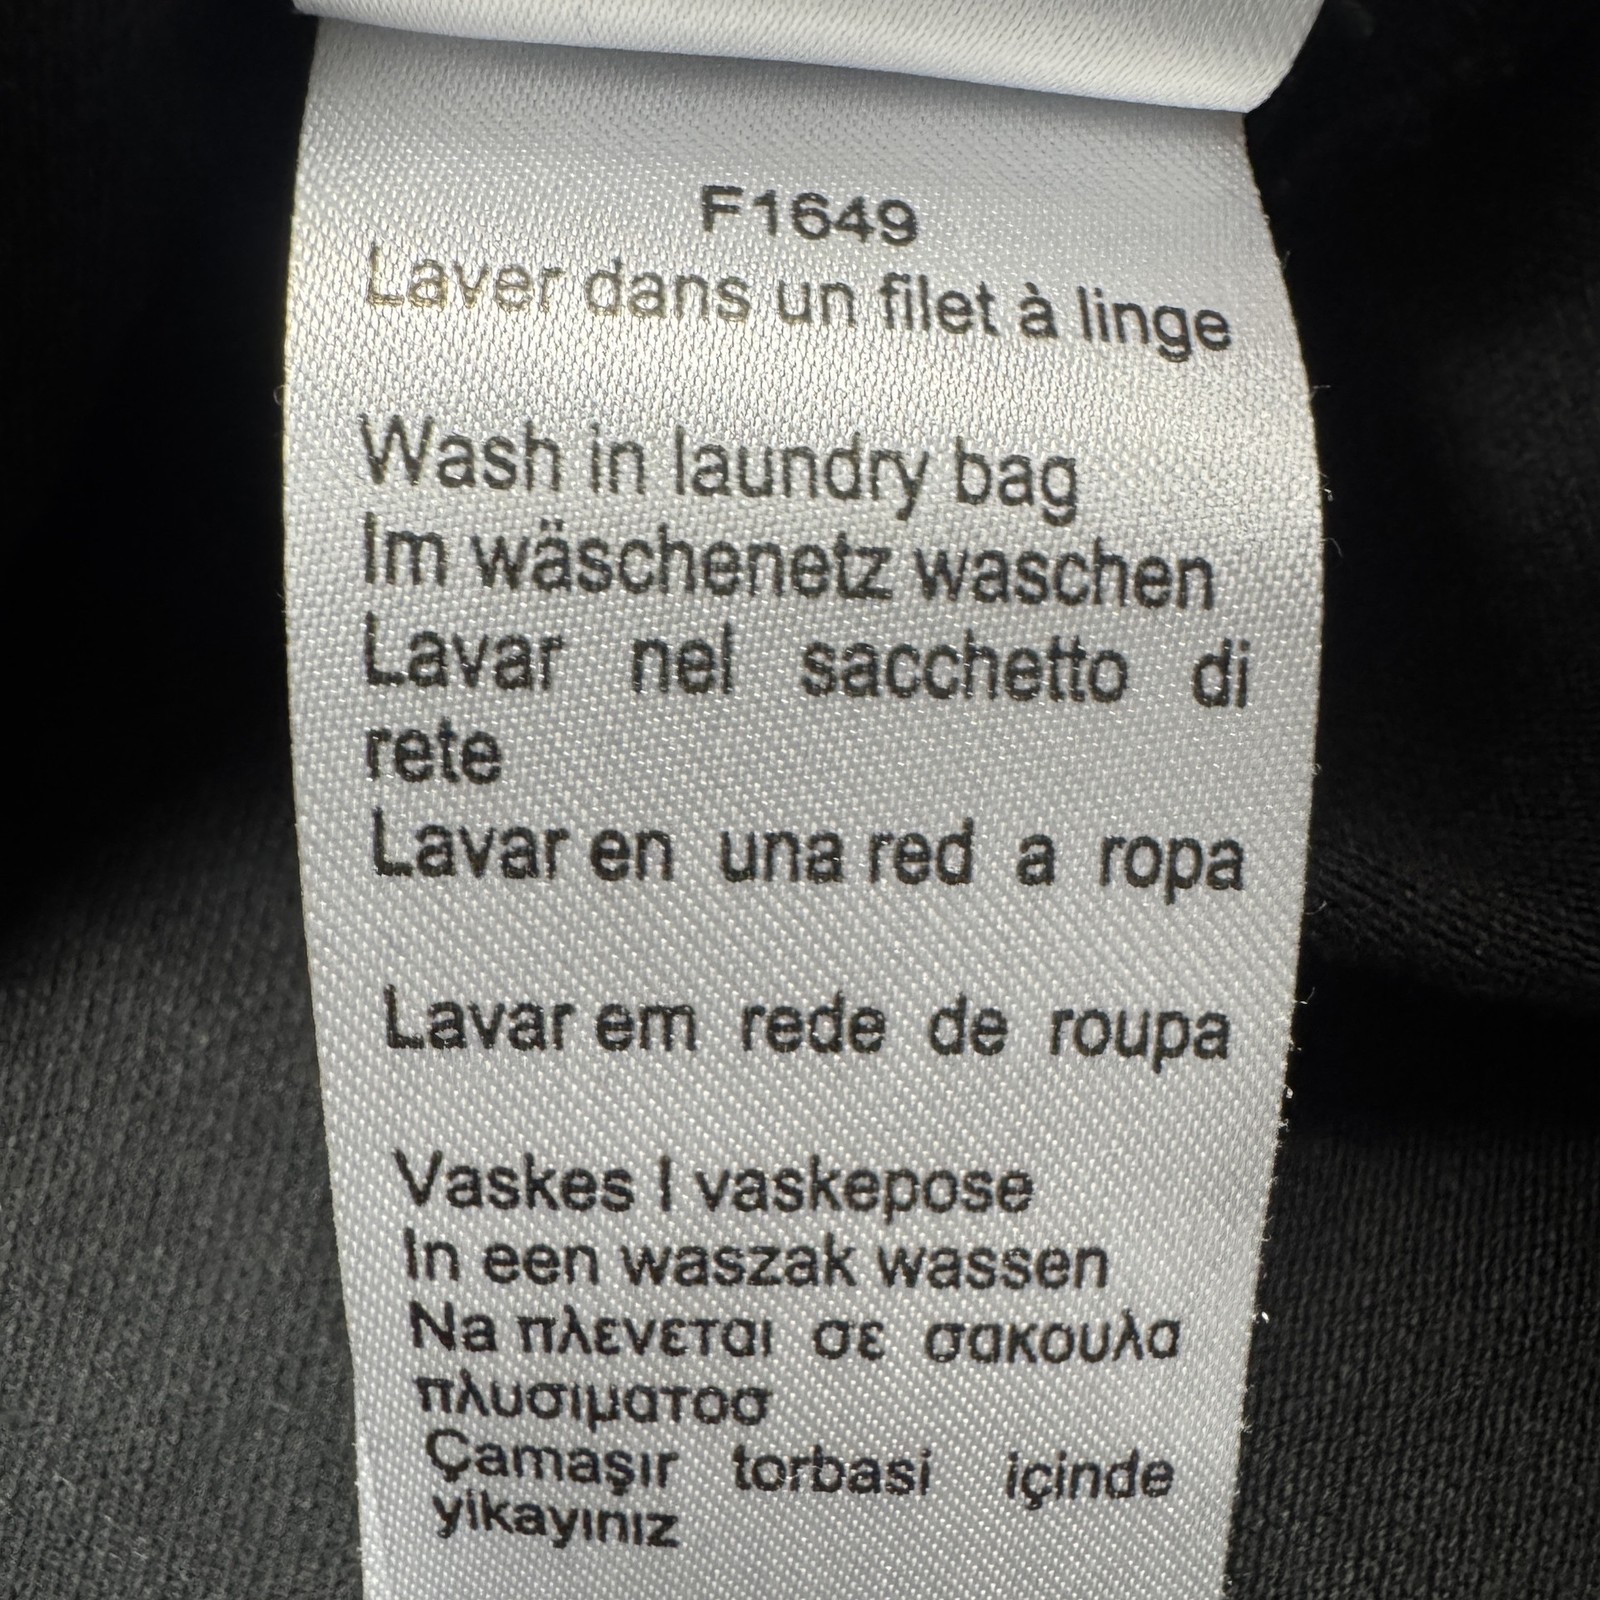 F1649
Laver dans un filet à linge
Wash in laundry bag
Im wäschenetz waschen
Lavar nel sacchetto di
rete
Lavar en una red a ropa
Lavar em rede de roupa
Vaskes I vaskepose
In een waszak wassen
Na πλενεται σε σακουλα
πλυσιματοσ
Çamaşır torbasi içinde
yikayınız